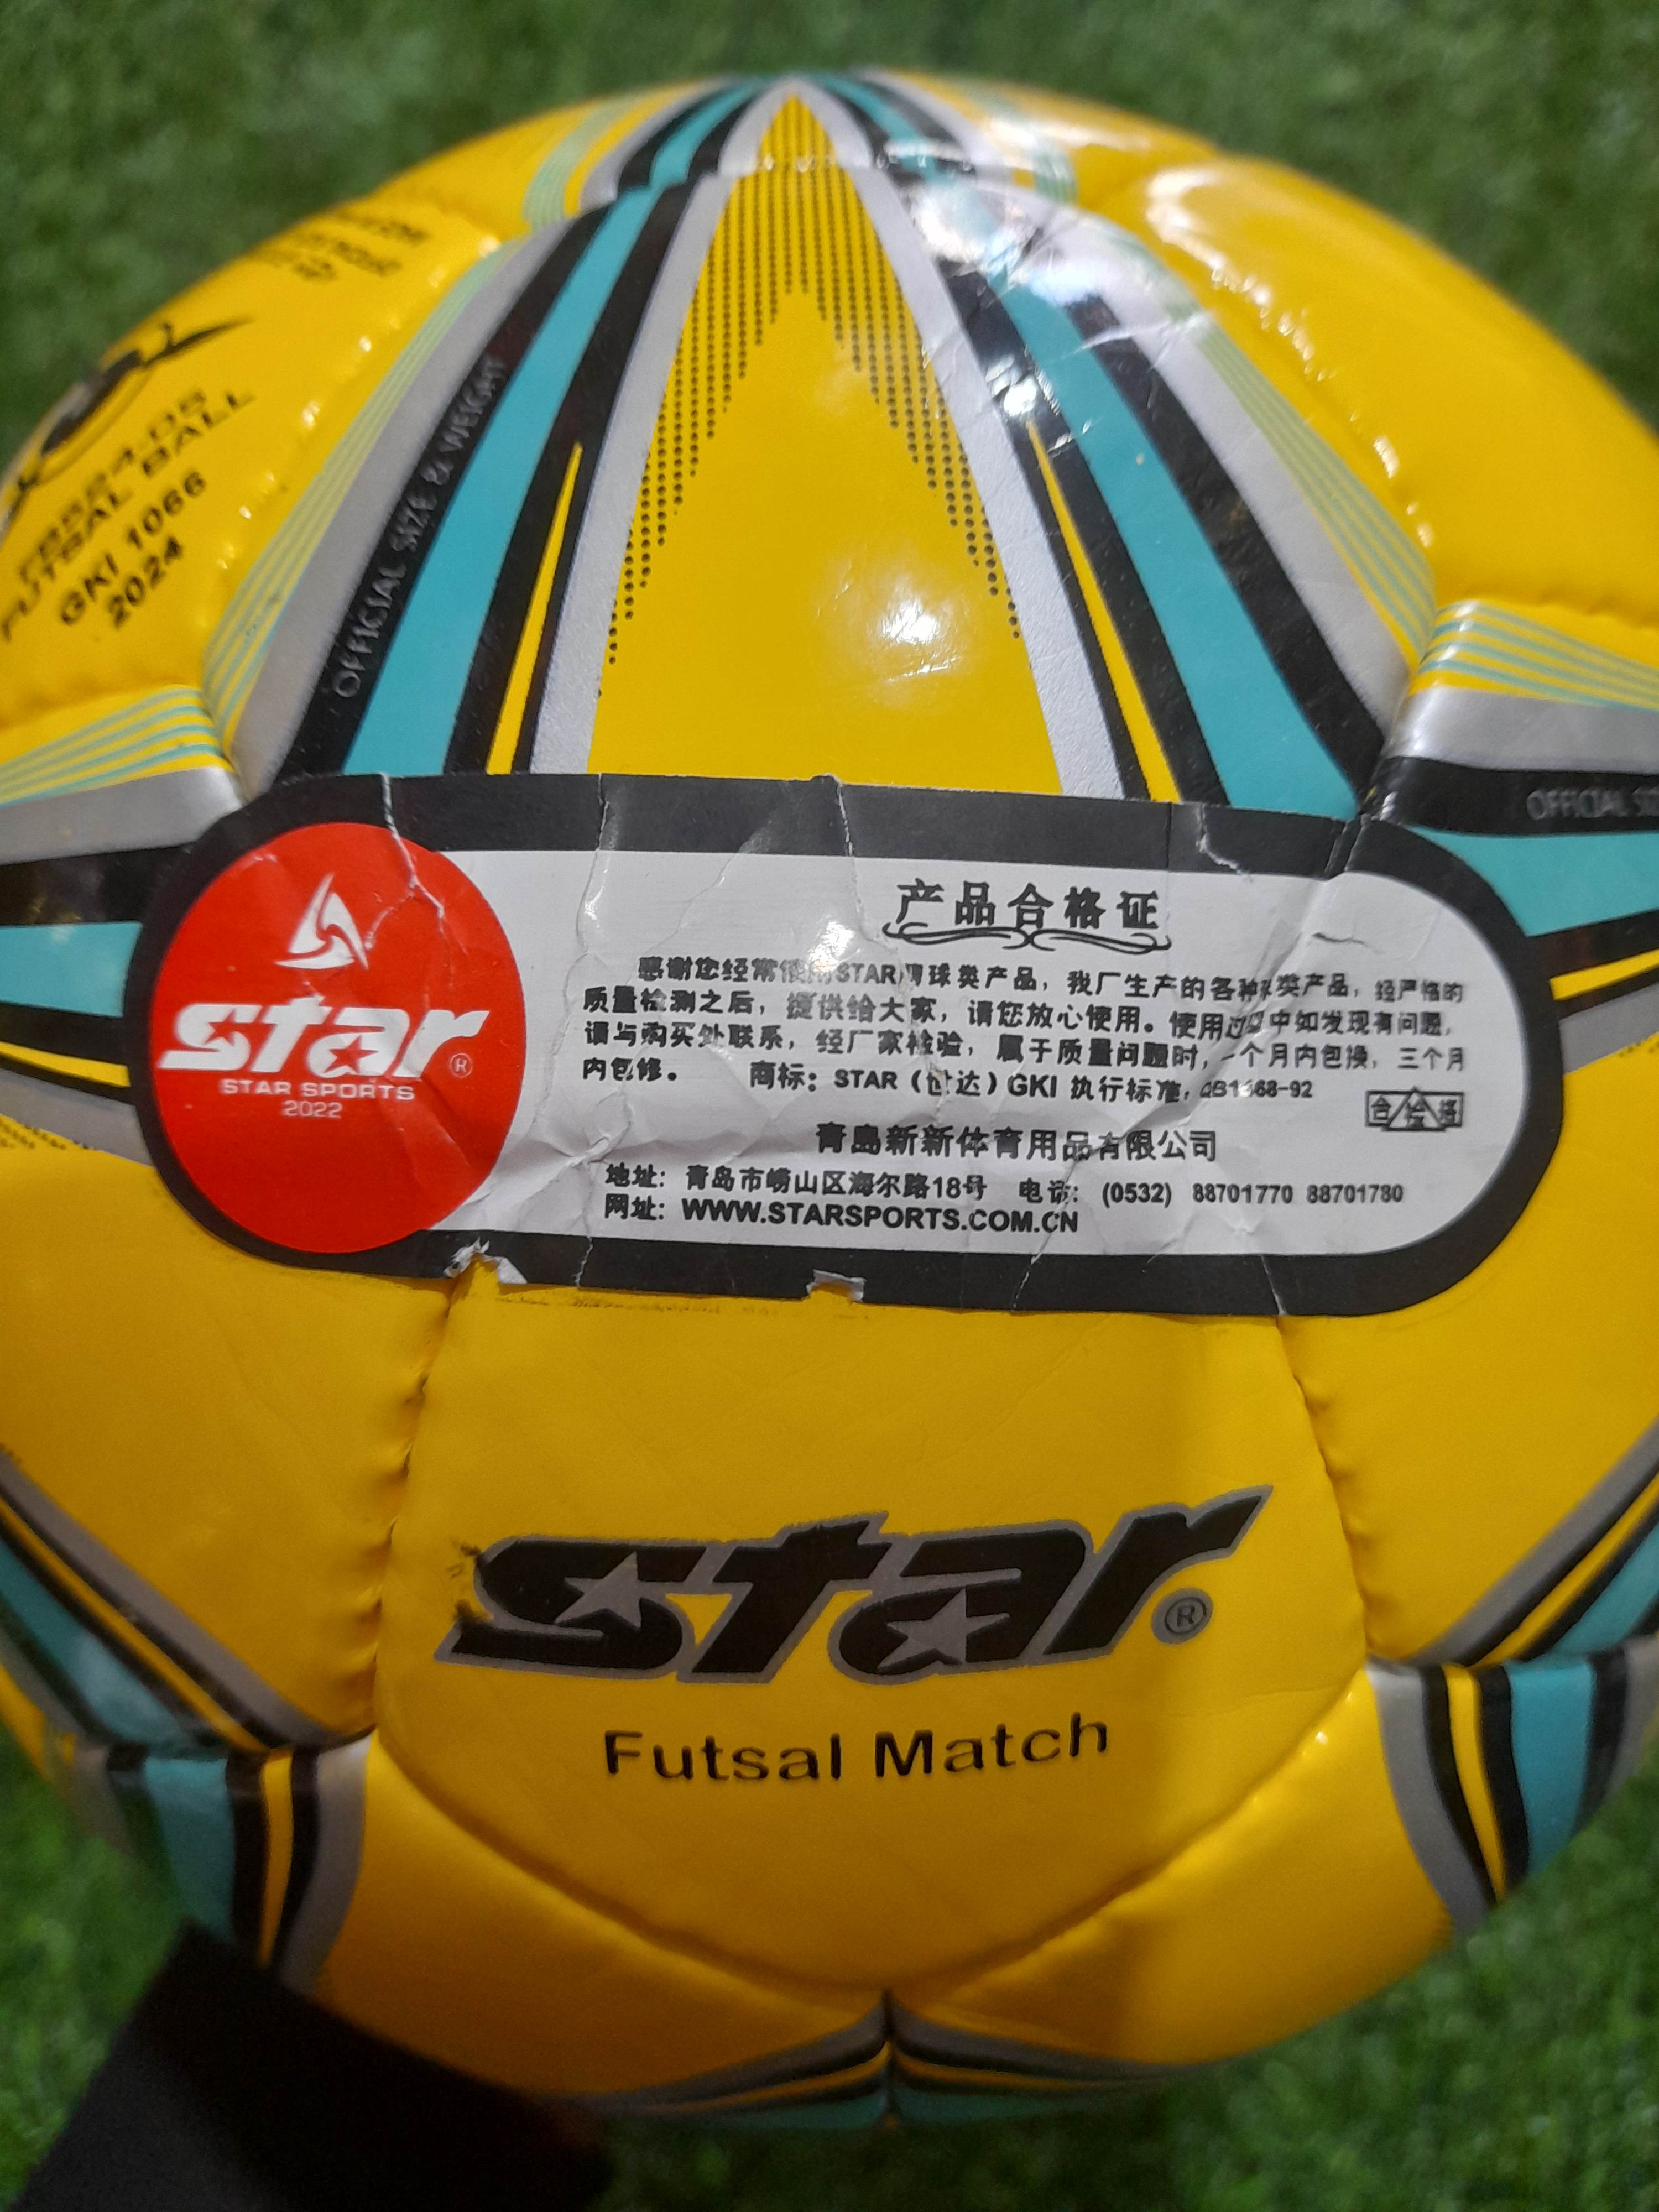 FUTSAL BALL
GKI 1066
2024
OFFICIAL SIZE & WEIGHT
OFFICIAL
star®
STAR SPORTS
2022
产品合格证
感谢您经常使用STAR牌球类产品，我厂生产的各种球类产品，经严格的
质量检测之后，提供给大家，请您放心使用。使用过程中如发现有问题，
请与购买处联系，经厂家检验，属于质量问题时，一个月内包换，三个月
内包修。 商标：STAR（世达）GKI 执行标准：
合检格
青岛新新体育用品有限公司
地址：青岛市崂山区海尔路18号 电话：(0532) 88701770 88701780
网址：WWW.STARSPORTS.COM.CN
star®
Futsal Match